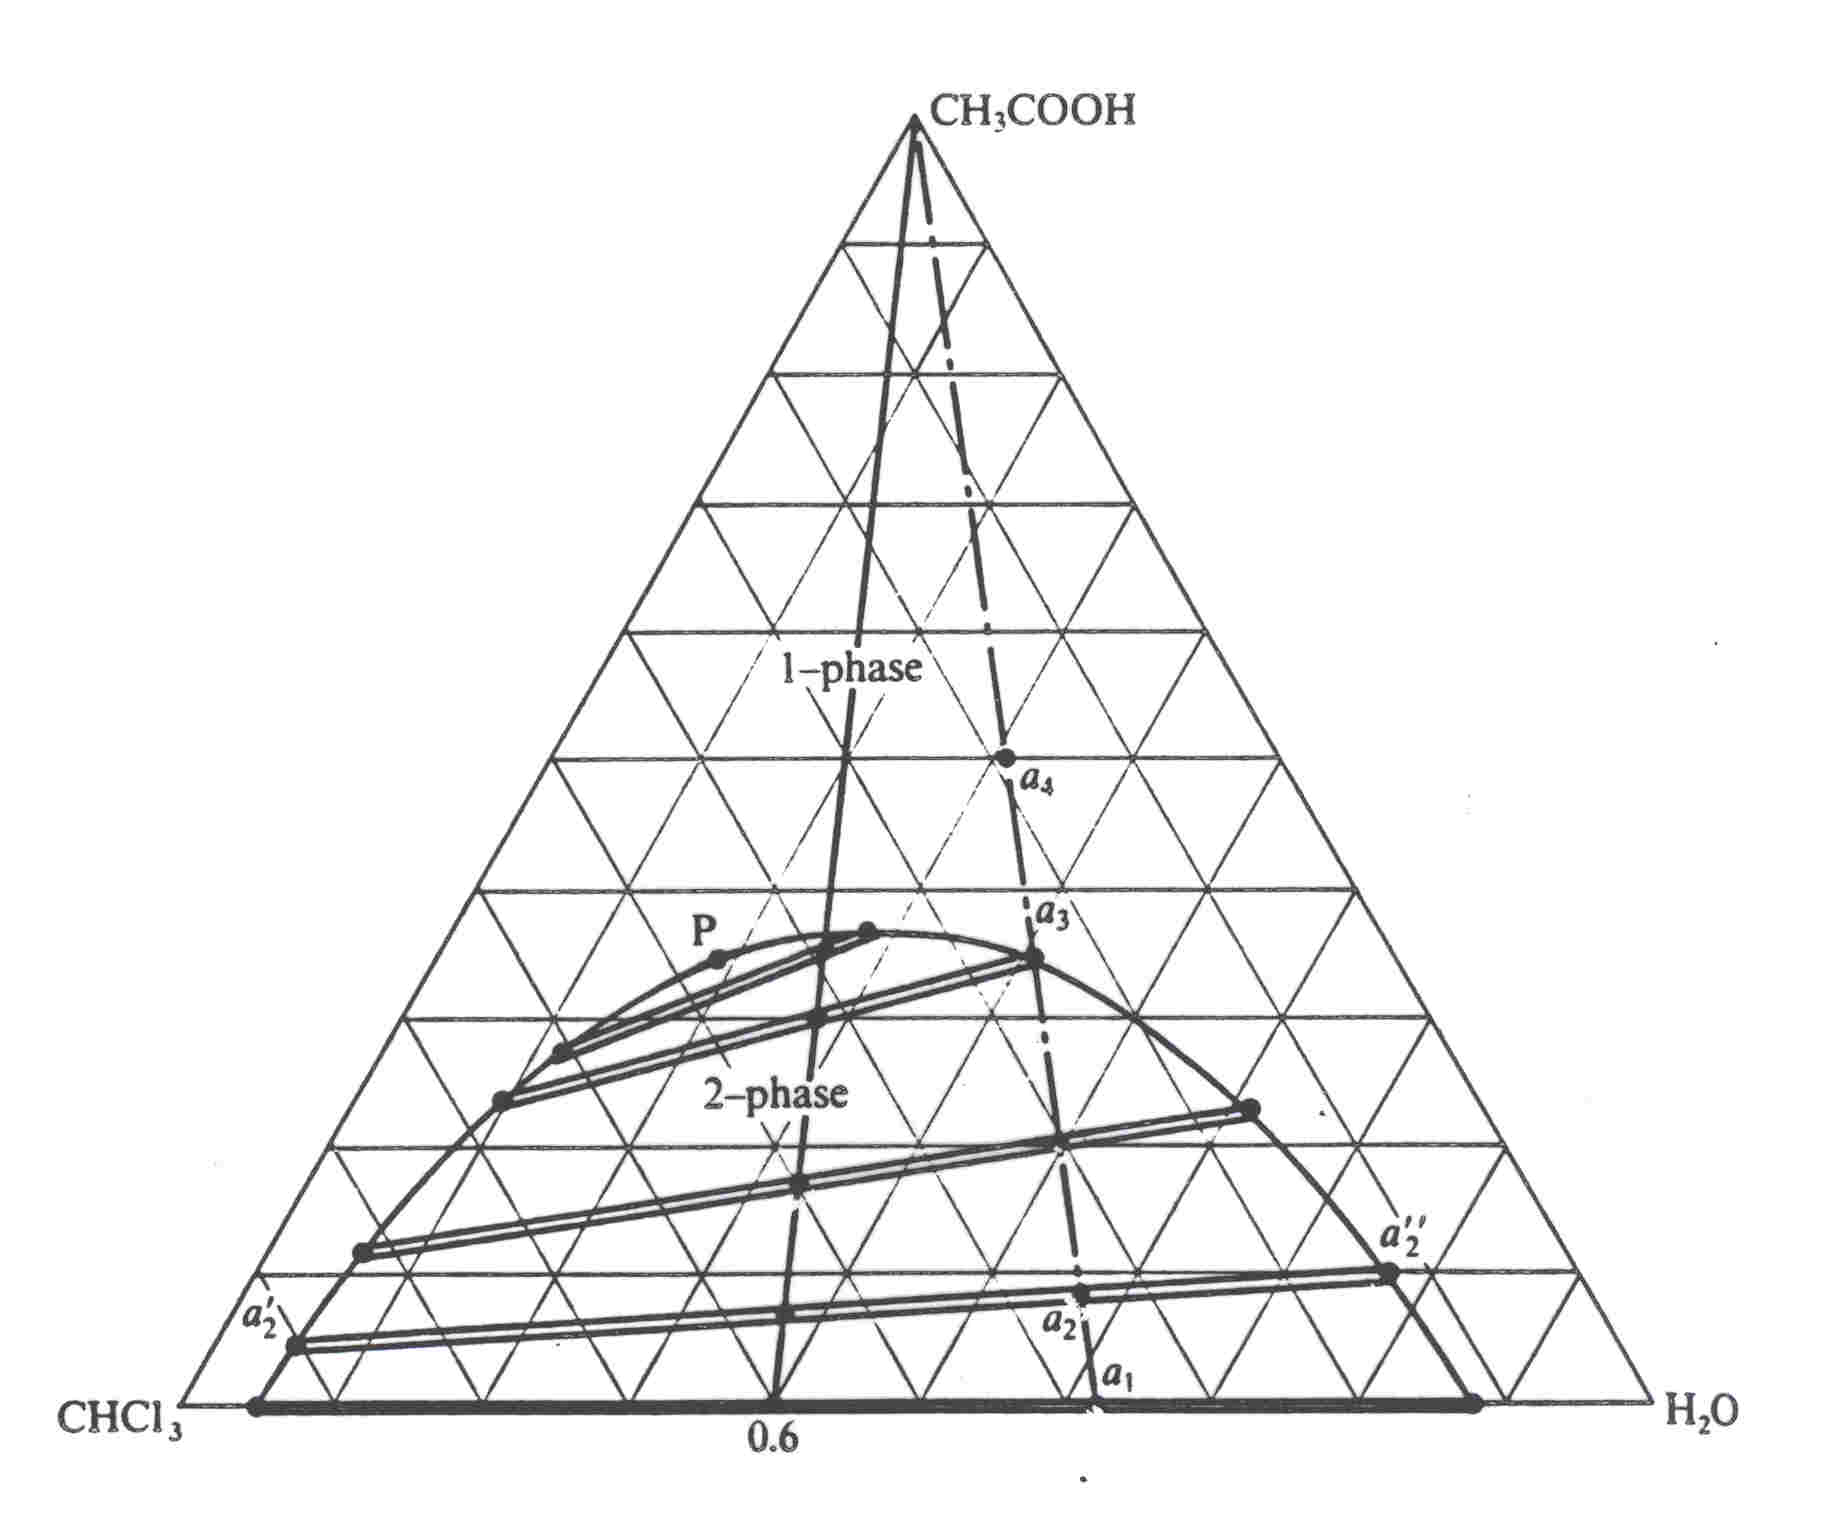 CH₃COOH
1–phase
a₄
a₃
P
2–phase
a₂''
a₂'
a₂
a₁
CHCl₃
H₂O
0.6